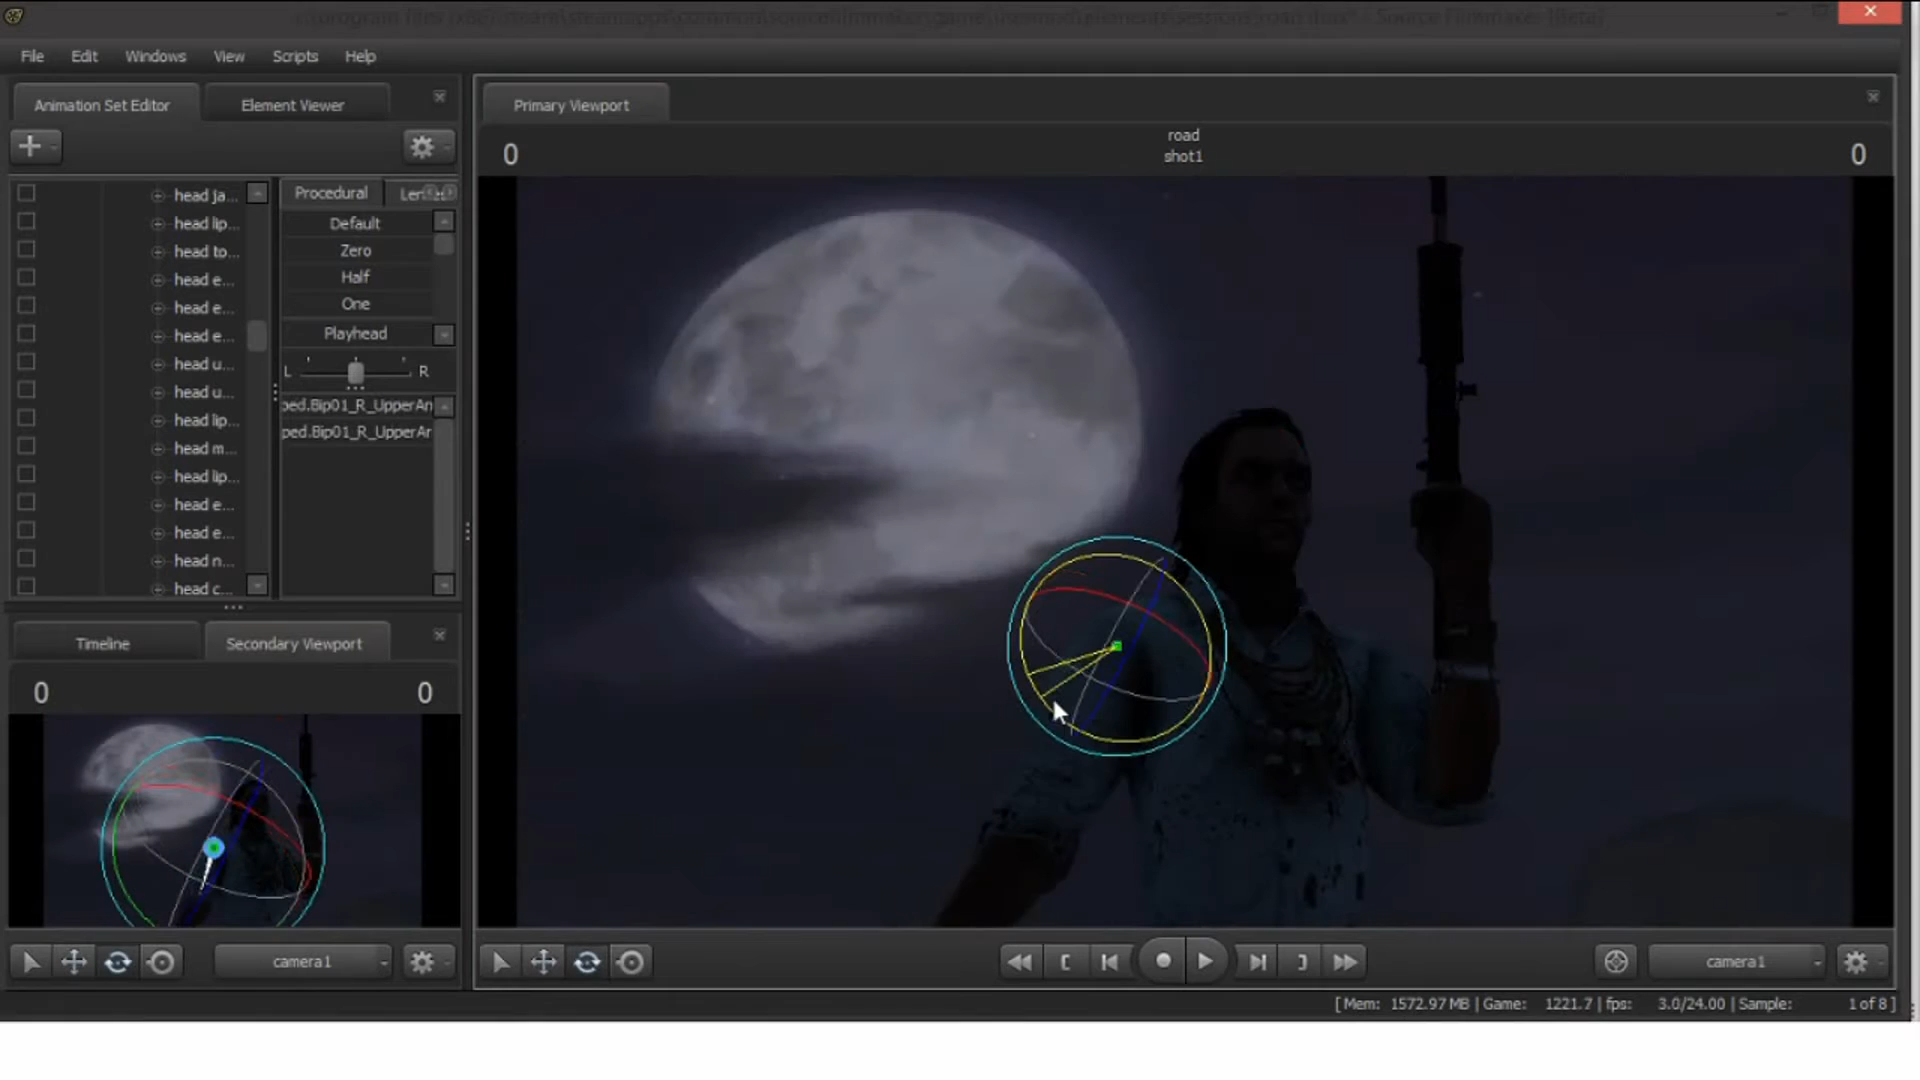 Source Filmmaker [Beta]
File Edit Windows View Scripts Help
Animation Set Editor Element Viewer
Primary Viewport
0 road 0
shot1
head ja...
head lip...
head to...
head e...
head e...
head e...
head u...
head u...
head lip...
head m...
head lip...
head e...
head e...
head n...
head c...
Procedural
Default
Zero
Half
One
Playhead
L R
ped.Bip01_R_UpperAr
ped.Bip01_R_UpperAr
Timeline Secondary Viewport
0 0
camera1
camera1
[ Mem: 1572.97 MB | Game: 1221.7 | fps: 3.0/24.00 | Sample: 1 of 8 ]